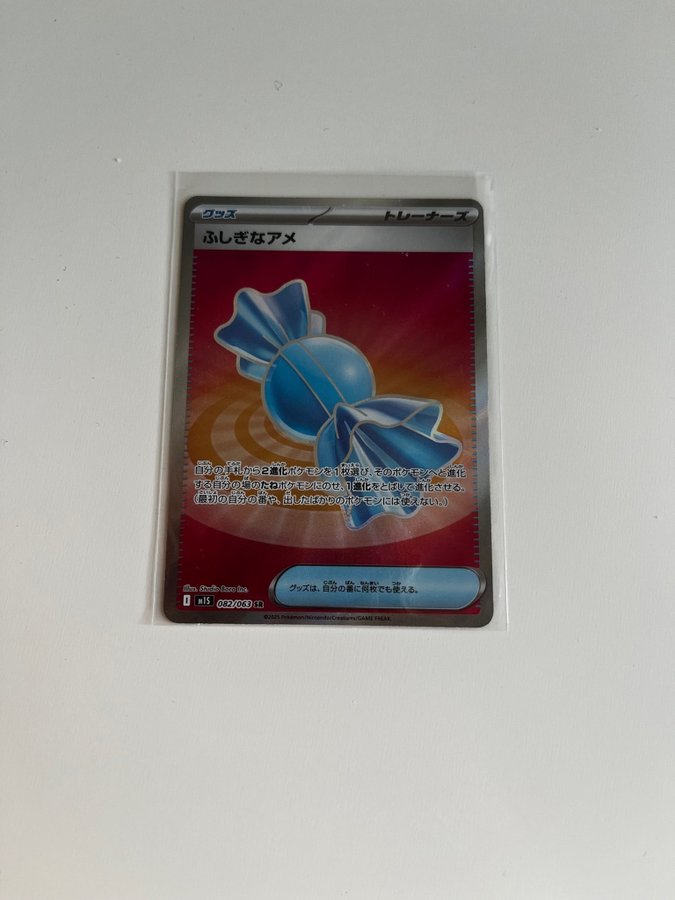 グッズ
トレーナーズ
ふしぎなアメ
自分の手札から2進化ポケモンを1枚選び、そのポケモンへと進化
する自分の場のたねポケモンにのせ、1進化をとばして進化させる。
(最初の自分の番や、出したばかりのポケモンには使えない。)
グッズは、自分の番に何枚でも使える。
Illus. Studio Bora Inc.
I M1S 082/063 SR
©2025 Pokémon/Nintendo/Creatures/GAME FREAK.